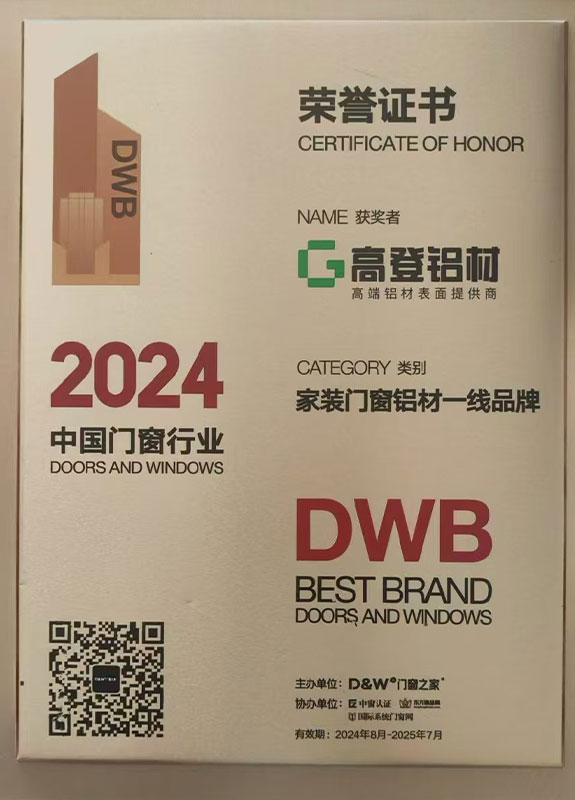 DWB
荣誉证书
CERTIFICATE OF HONOR
NAME 获奖者
高登铝材
高端铝材表面提供商
2024
中国门窗行业
DOORS AND WINDOWS
CATEGORY 类别
家装门窗铝材一线品牌
DWB
BEST BRAND
DOORS AND WINDOWS
主办单位：D&W®门窗之家
协办单位：中窗认证
国际系统门窗网
有效期：2024年8月-2025年7月